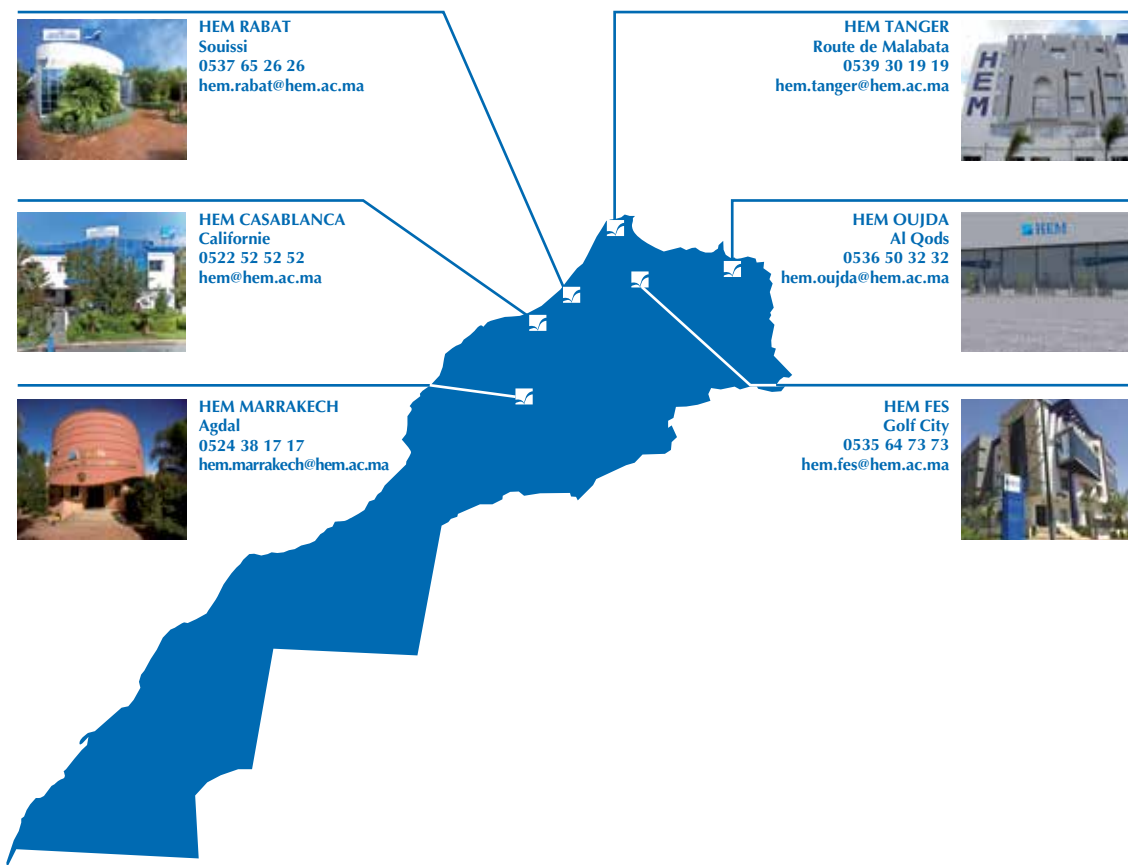 HEM RABAT
Souissi
0537 65 26 26
hem.rabat@hem.ac.ma
HEM TANGER
Route de Malabata
0539 30 19 19
hem.tanger@hem.ac.ma
HEM
HEM CASABLANCA
Californie
0522 52 52 52
hem@hem.ac.ma
HEM OUJDA
Al Qods
0536 50 32 32
hem.oujda@hem.ac.ma
HEM
HEM MARRAKECH
Agdal
0524 38 17 17
hem.marrakech@hem.ac.ma
HEM FES
Golf City
0535 64 73 73
hem.fes@hem.ac.ma